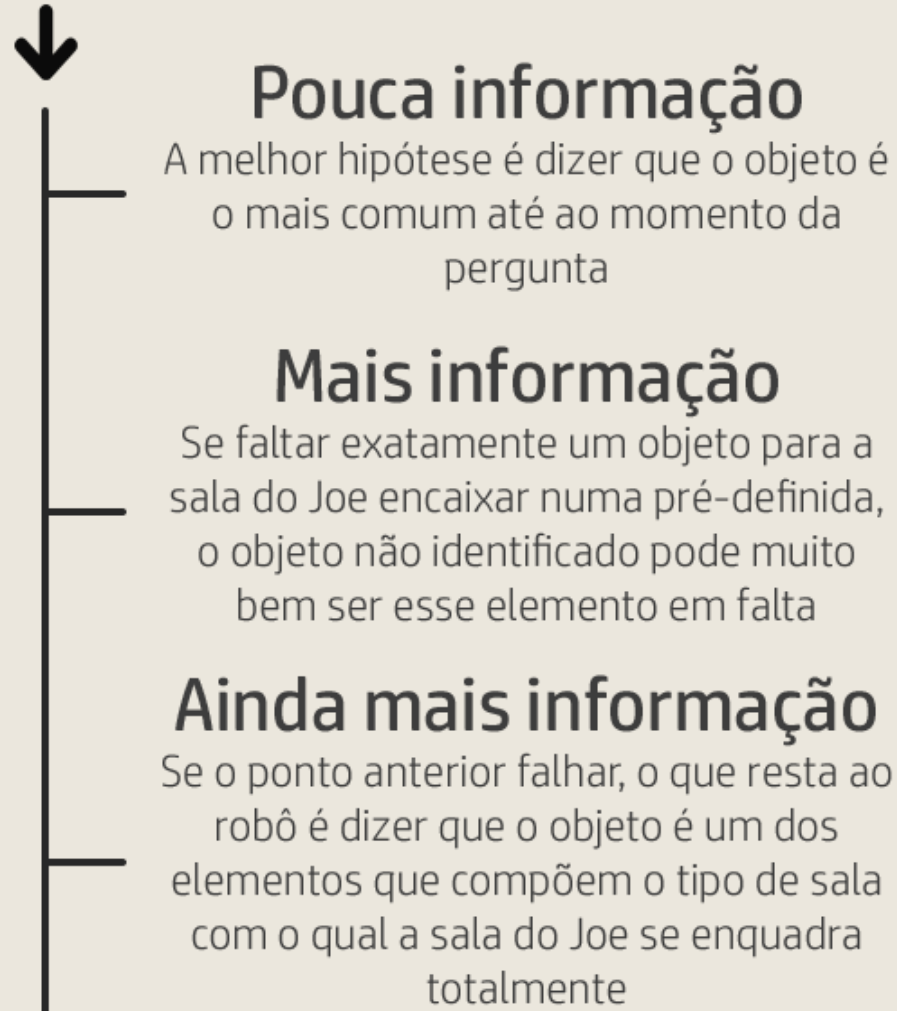 Pouca informação
A melhor hipótese é dizer que o objeto é
o mais comum até ao momento da
pergunta
Mais informação
Se faltar exatamente um objeto para a
sala do Joe encaixar numa pré-definida,
o objeto não identificado pode muito
bem ser esse elemento em falta
Ainda mais informação
Se o ponto anterior falhar, o que resta ao
robô é dizer que o objeto é um dos
elementos que compõem o tipo de sala
com o qual a sala do Joe se enquadra
totalmente